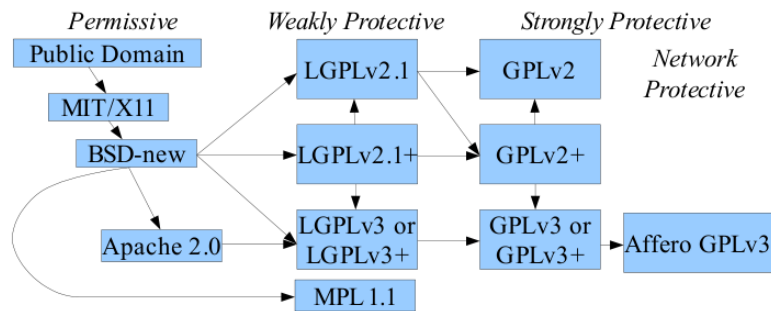 Permissive
Weakly Protective
Strongly Protective
Network
Protective
Public Domain
MIT/X11
BSD-new
Apache 2.0
LGPLv2.1
LGPLv2.1+
LGPLv3 or
LGPLv3+
MPL 1.1
GPLv2
GPLv2+
GPLv3 or
GPLv3+
Affero GPLv3